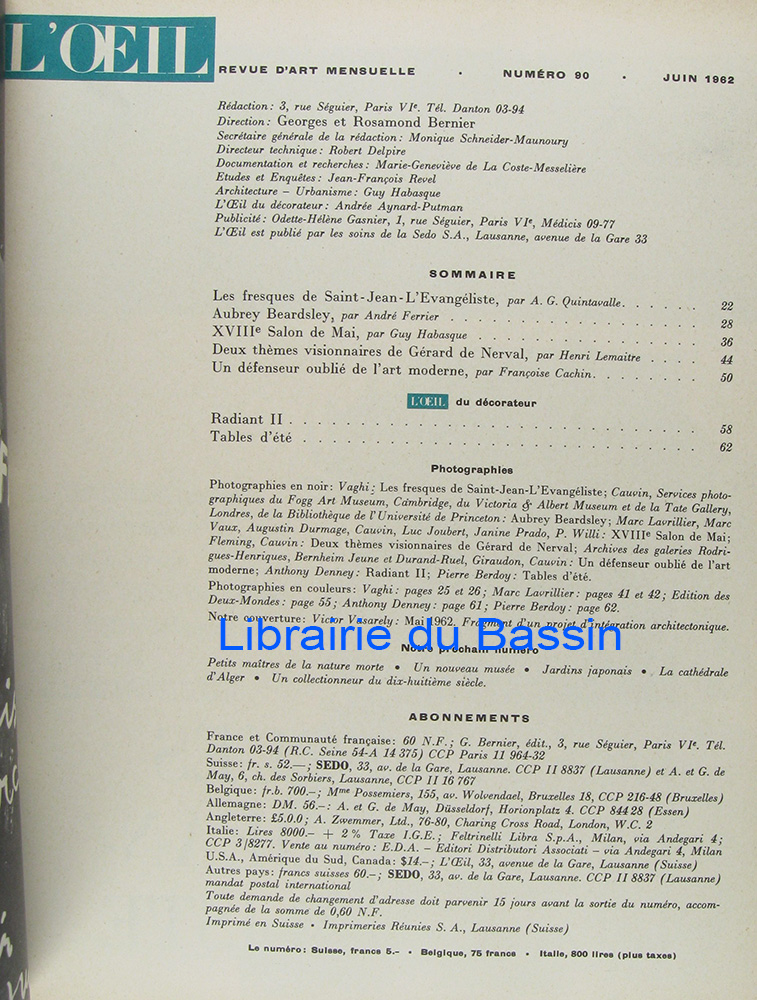 L'ŒIL
REVUE D'ART MENSUELLE • NUMÉRO 90 • JUIN 1962
Rédaction: 3, rue Séguier, Paris VIe. Tél. Danton 03-94
Direction: Georges et Rosamond Bernier
Secrétaire générale de la rédaction: Monique Schneider-Maunoury
Directeur technique: Robert Delpire
Documentation et recherches: Marie-Geneviève de La Coste-Messelière
Etudes et Enquêtes: Jean-François Revel
Architecture – Urbanisme: Guy Habasque
L'Œil du décorateur: Andrée Aynard-Putman
Publicité: Odette-Hélène Gasnier, 1, rue Séguier, Paris VIe, Médicis 09-77
L'Œil est publié par les soins de la Sedo S.A., Lausanne, avenue de la Gare 33
SOMMAIRE
Les fresques de Saint-Jean-L'Evangéliste, par A. G. Quintavalle. . . . . . 22
Aubrey Beardsley, par André Ferrier . . . . . . . . . . . . . . . . 28
XVIIIe Salon de Mai, par Guy Habasque . . . . . . . . . . . . . . 36
Deux thèmes visionnaires de Gérard de Nerval, par Henri Lemaitre . . . . 44
Un défenseur oublié de l'art moderne, par Françoise Cachin. . . . . . . 50
L'ŒIL du décorateur
Radiant II . . . . . . . . . . . . . . . . . . . . . . . . . . 58
Tables d'été . . . . . . . . . . . . . . . . . . . . . . . . . 62
Photographies
Photographies en noir: Vaghi: Les fresques de Saint-Jean-L'Evangéliste; Cauvin, Services photo-
graphiques du Fogg Art Museum, Cambridge, du Victoria & Albert Museum et de la Tate Gallery,
Londres, de la Bibliothèque de l'Université de Princeton: Aubrey Beardsley; Marc Lavrillier, Marc
Vaux, Augustin Durmage, Cauvin, Luc Joubert, Janine Prado, P. Willi: XVIIIe Salon de Mai;
Fleming, Cauvin: Deux thèmes visionnaires de Gérard de Nerval; Archives des galeries Rodri-
gues-Henriques, Bernheim Jeune et Durand-Ruel, Giraudon, Cauvin: Un défenseur oublié de l'art
moderne; Anthony Denney: Radiant II; Pierre Berdoy: Tables d'été.
Photographies en couleurs: Vaghi: pages 25 et 26; Marc Lavrillier: pages 41 et 42; Edition des
Deux-Mondes: page 55; Anthony Denney: page 61; Pierre Berdoy: page 62.
Notre couverture: Victor Vasarely: Mai 1962. Fragment d'un projet d'intégration architectonique.
Librairie du Bassin
Notre prochain numéro
Petits maîtres de la nature morte • Un nouveau musée • Jardins japonais • La cathédrale
d'Alger • Un collectionneur du dix-huitième siècle.
ABONNEMENTS
France et Communauté française: 60 N.F.; G. Bernier, édit., 3, rue Séguier, Paris VIe. Tél.
Danton 03-94 (R.C. Seine 54-A 14 375) CCP Paris 11 964-32
Suisse: fr. s. 52.—; SEDO, 33, av. de la Gare, Lausanne. CCP II 8837 (Lausanne) et A. et G. de
May, 6, ch. des Sorbiers, Lausanne, CCP II 16 767
Belgique: fr.b. 700.—; Mme Possemiers, 155, av. Wolvendael, Bruxelles 18, CCP 216-48 (Bruxelles)
Allemagne: DM. 56.—: A. et G. de May, Düsseldorf, Horionplatz 4. CCP 844 28 (Essen)
Angleterre: £5.0.0; A. Zwemmer, Ltd., 76-80, Charing Cross Road, London, W.C. 2
Italie: Lires 8000.— + 2 % Taxe I.G.E.; Feltrinelli Libra S.p.A., Milan, via Andegari 4;
CCP 3/8277. Vente au numéro: E.D.A. - Editori Distributori Associati - via Andegari 4, Milan
U.S.A., Amérique du Sud, Canada: $14.—; L'Œil, 33, avenue de la Gare, Lausanne (Suisse)
Autres pays: francs suisses 60.—; SEDO, 33, av. de la Gare, Lausanne. CCP II 8837 (Lausanne)
mandat postal international
Toute demande de changement d'adresse doit parvenir 15 jours avant la sortie du numéro, accom-
pagnée de la somme de 0,60 N.F.
Imprimé en Suisse • Imprimeries Réunies S. A., Lausanne (Suisse)
Le numéro: Suisse, francs 5.- • Belgique, 75 francs • Italie, 800 lires (plus taxes)